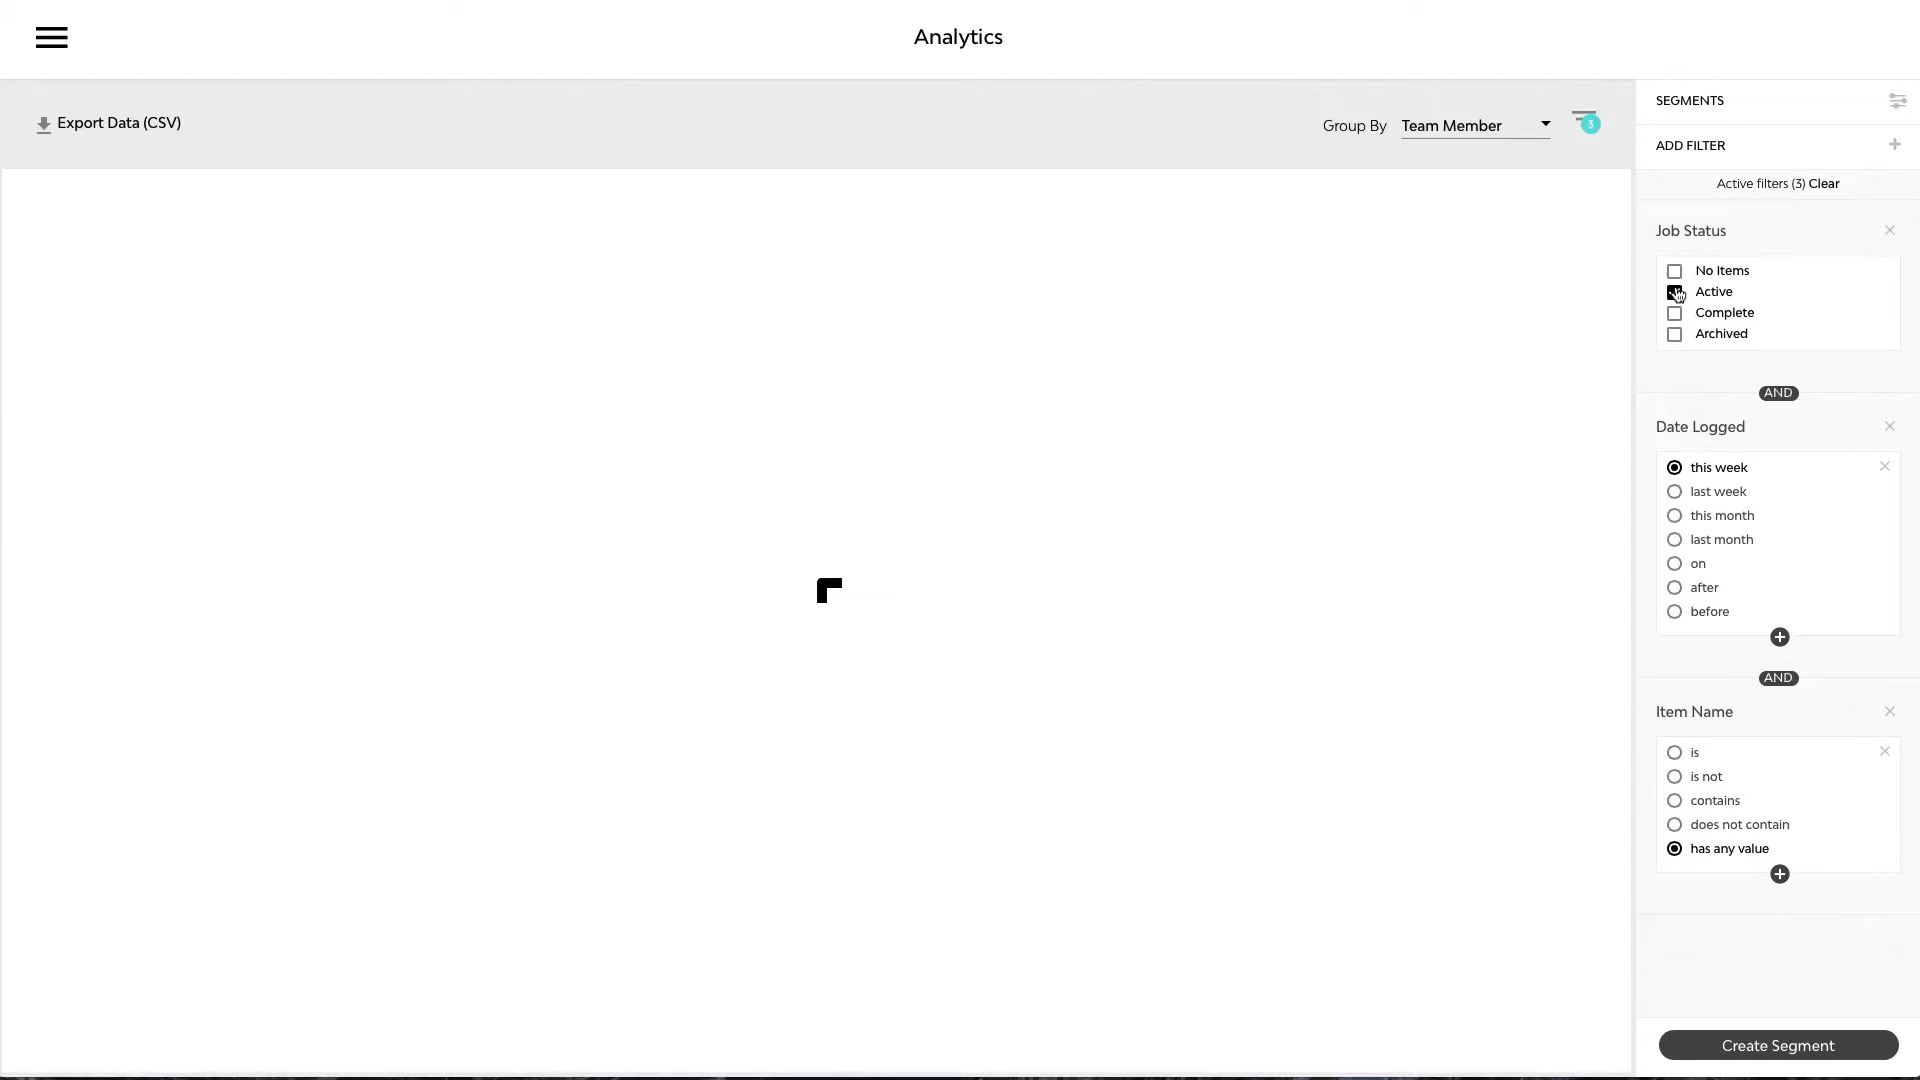 Analytics
Export Data (CSV)
Group By Team Member
3
SEGMENTS
ADD FILTER
Active filters (3) Clear
Job Status
No Items
Active
Complete
Archived
AND
Date Logged
this week
last week
this month
last month
on
after
before
AND
Item Name
is
is not
contains
does not contain
has any value
Create Segment